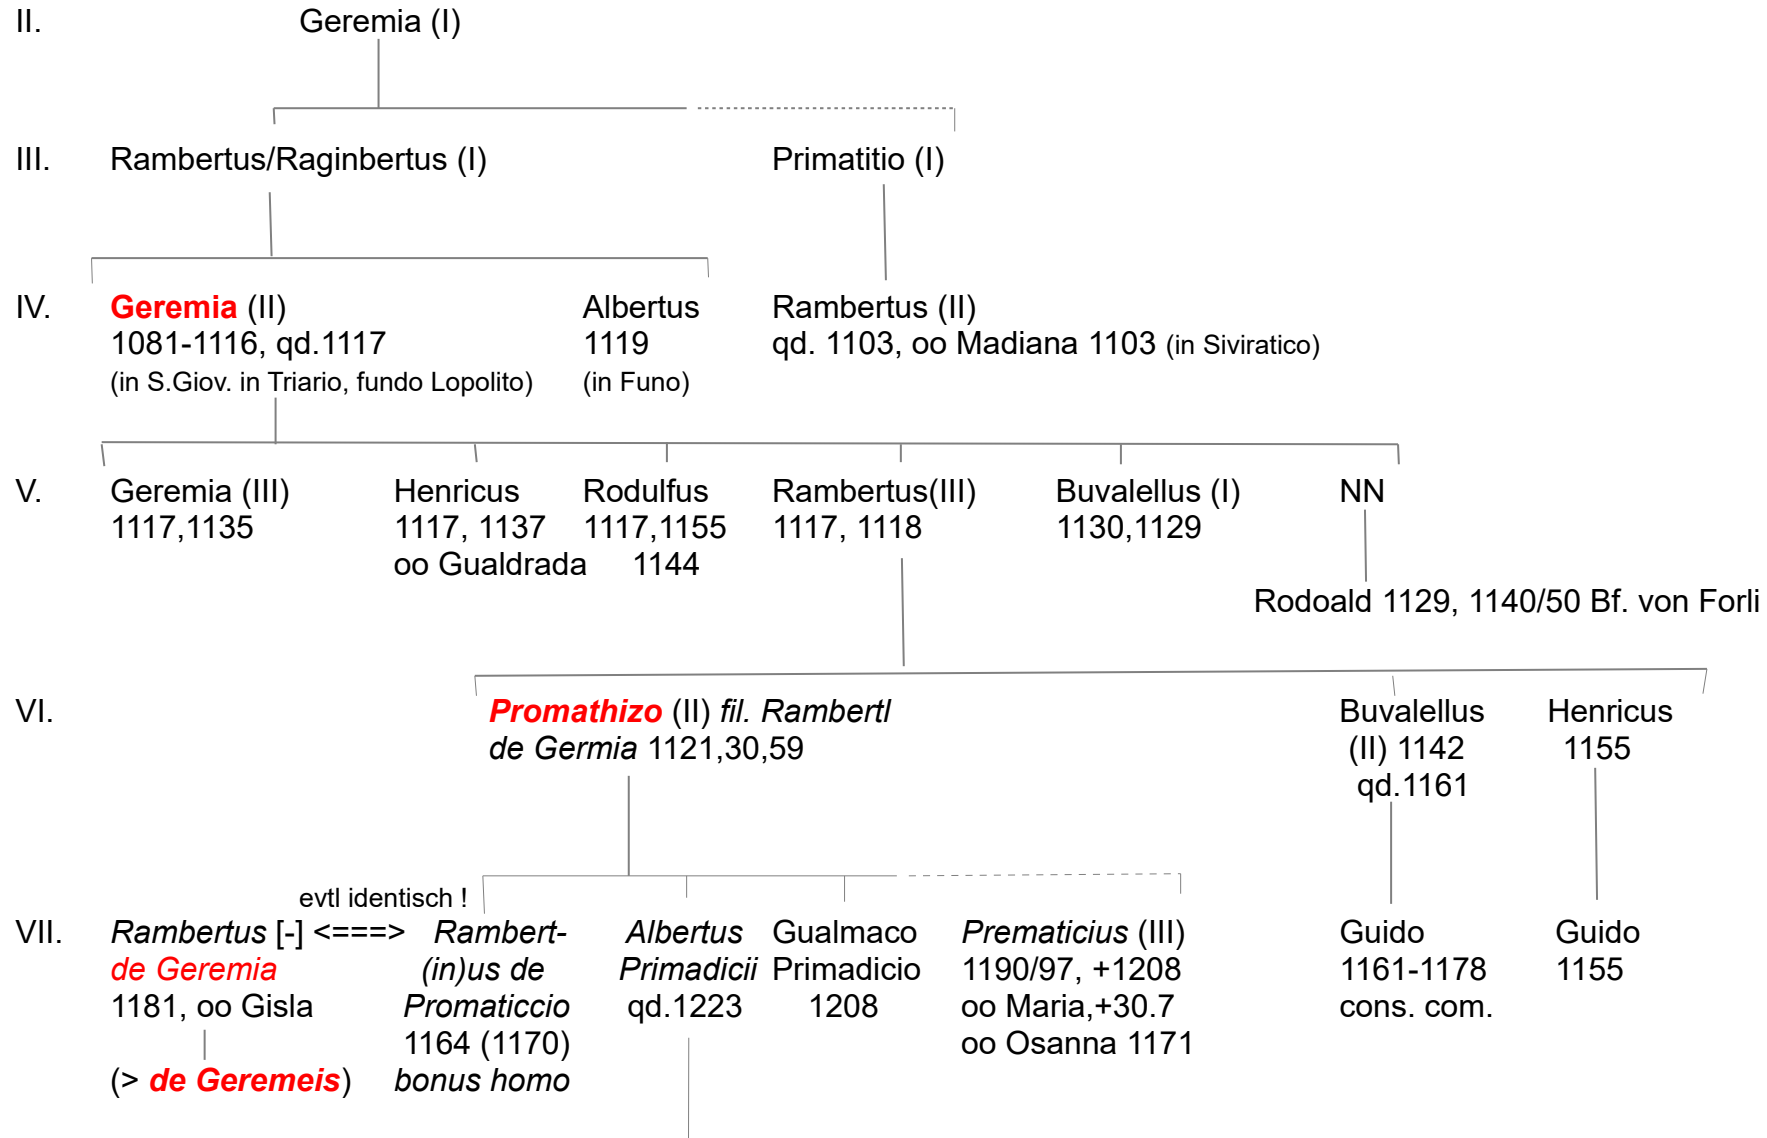 II. Geremia (I)
III. Rambertus/Raginbertus (I) Primatitio (I)
IV. Geremia (II) Albertus Rambertus (II)
1081-1116, qd.1117 1119 qd. 1103, oo Madiana 1103 (in Siviratico)
(in S.Giov. in Triario, fundo Lopolito) (in Funo)
V. Geremia (III) Henricus Rodulfus Rambertus(III) Buvalellus (I) NN
1117,1135 1117, 1137 1117,1155 1117, 1118 1130,1129
oo Gualdrada 1144
Rodoald 1129, 1140/50 Bf. von Forli
VI. Promathizo (II) fil. Rambertl Buvalellus Henricus
de Germia 1121,30,59 (II) 1142 1155
qd.1161
evtl identisch !
VII. Rambertus [-] <===> Rambert- Albertus Gualmaco Prematicius (III) Guido Guido
de Geremia (in)us de Primadicii Primadicio 1190/97, +1208 1161-1178 1155
1181, oo Gisla Promaticcio qd.1223 1208 oo Maria,+30.7 cons. com.
1164 (1170) oo Osanna 1171
(> de Geremeis) bonus homo